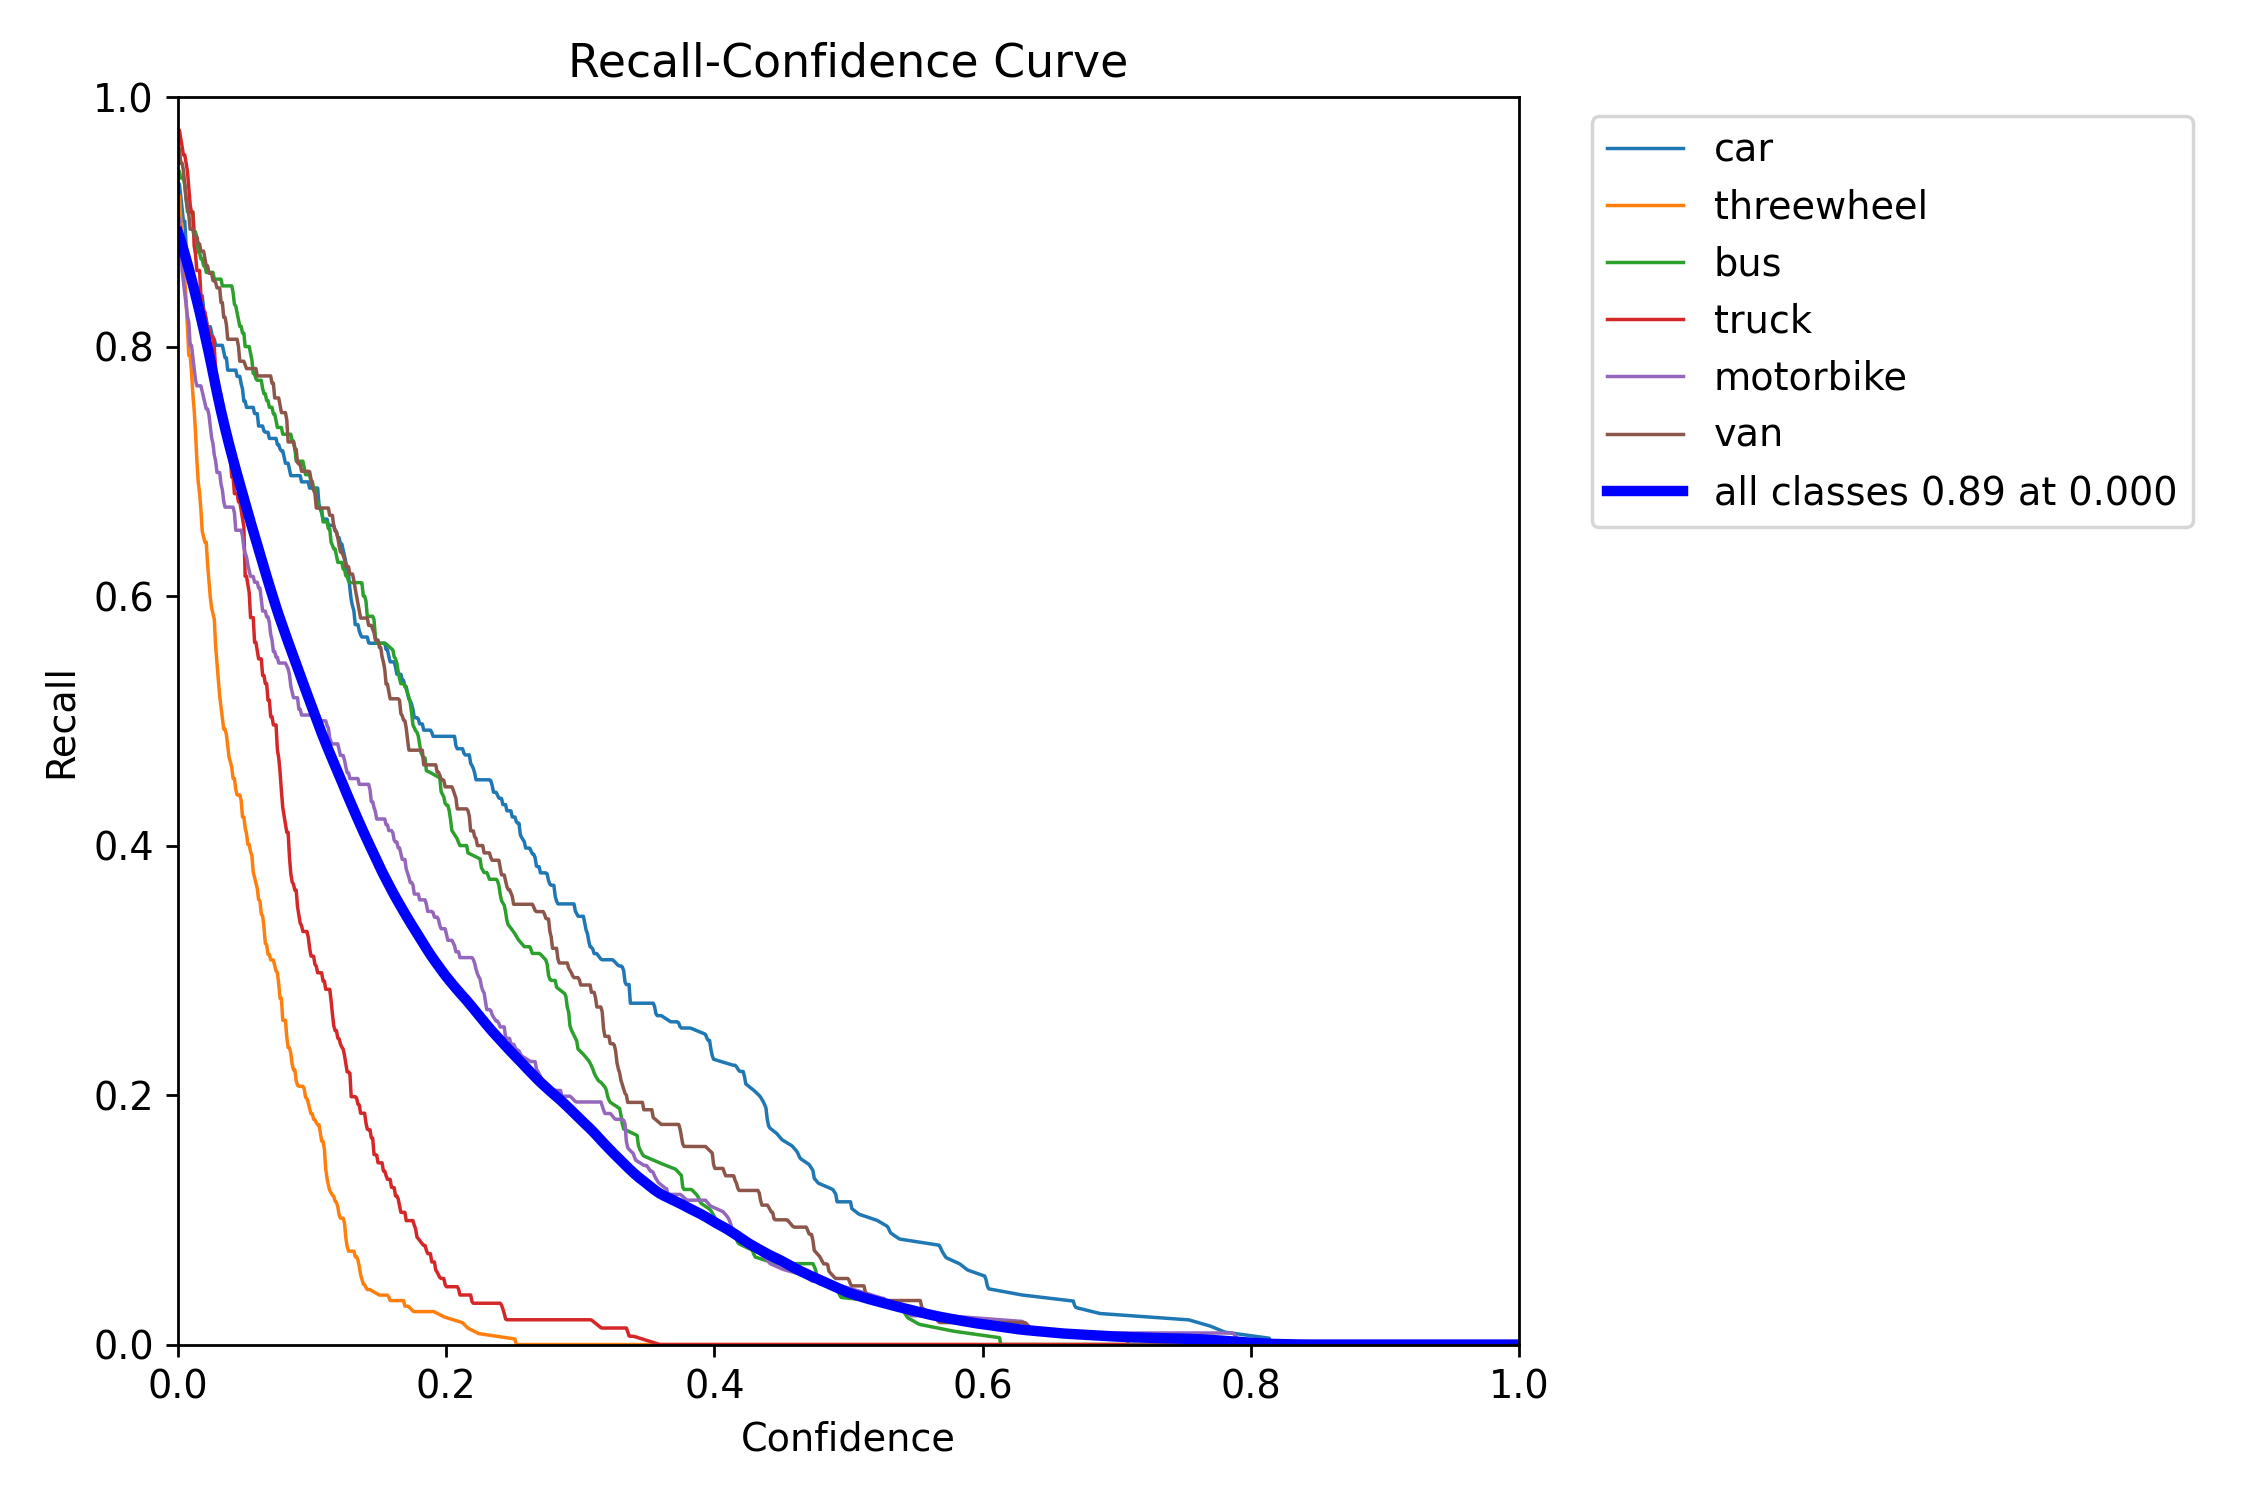 Recall-Confidence Curve
1.0
0.8
0.6
0.4
0.2
0.0
Recall
0.0 0.2 0.4 0.6 0.8 1.0
Confidence
car
threewheel
bus
truck
motorbike
van
all classes 0.89 at 0.000